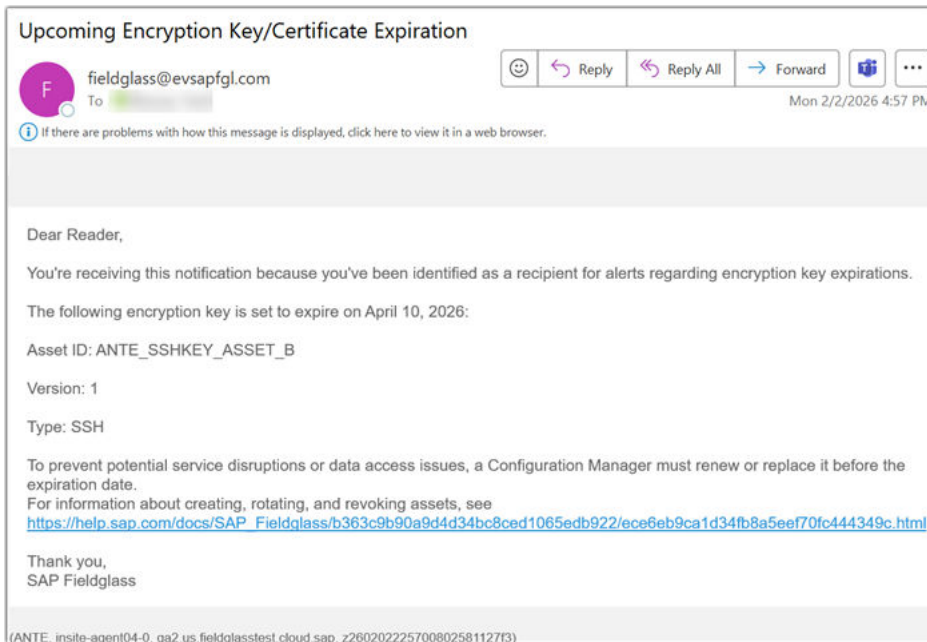 Upcoming Encryption Key/Certificate Expiration
F
fieldglass@evsapfgl.com
To
Reply
Reply All
Forward
Mon 2/2/2026 4:57 PM
If there are problems with how this message is displayed, click here to view it in a web browser.
Dear Reader,
You're receiving this notification because you've been identified as a recipient for alerts regarding encryption key expirations.
The following encryption key is set to expire on April 10, 2026:
Asset ID: ANTE_SSHKEY_ASSET_B
Version: 1
Type: SSH
To prevent potential service disruptions or data access issues, a Configuration Manager must renew or replace it before the
expiration date.
For information about creating, rotating, and revoking assets, see
https://help.sap.com/docs/SAP_Fieldglass/b363c9b90a9d4d34bc8ced1065edb922/ece6eb9ca1d34fb8a5eef70fc444349c.html
Thank you,
SAP Fieldglass
(ANTE, insite-agent04-0, qa2.us.fieldglasstest.cloud.sap, z260202225700802581127f3)